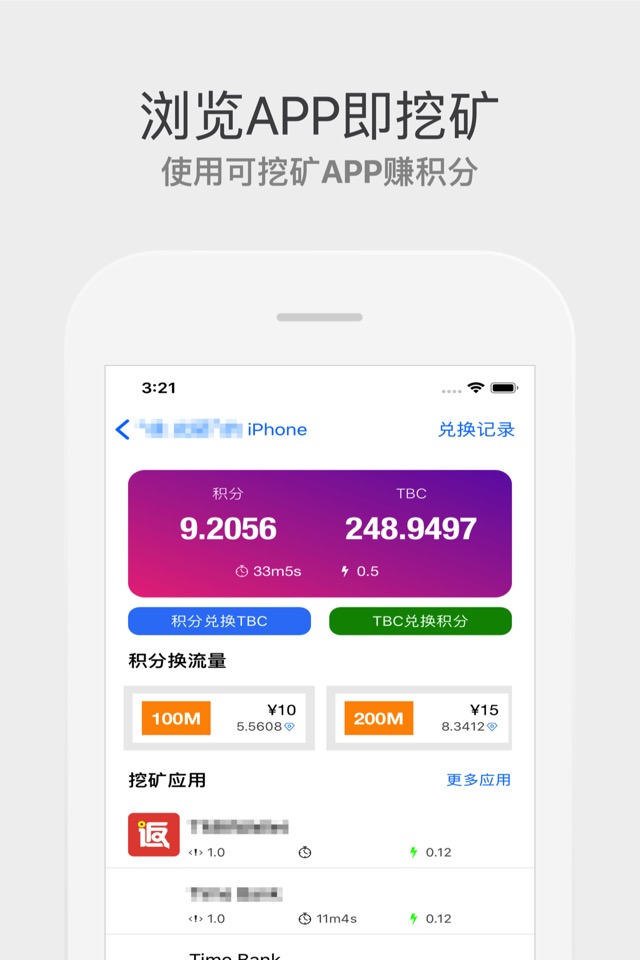 浏览APP即挖矿
使用可挖矿APP赚积分
3:21
iPhone
兑换记录
积分 TBC
9.2056 248.9497
33m5s 0.5
积分兑换TBC TBC兑换积分
积分换流量
100M ¥10 200M ¥15
5.5608 8.3412
挖矿应用 更多应用
返
1.0 0.12
Time Bank
1.0 11m4s 0.12
Time Bank